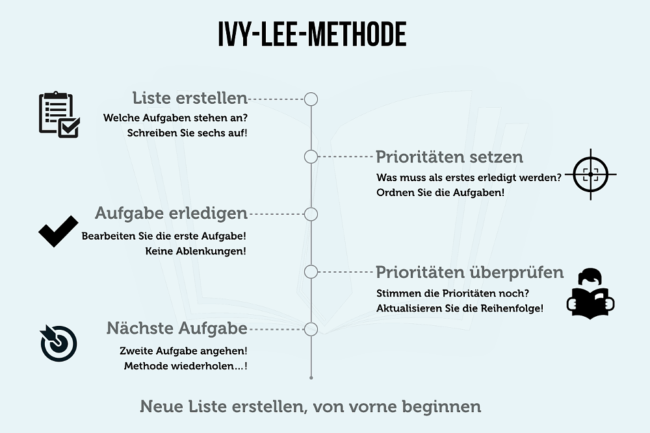 IVY-LEE-METHODE
Liste erstellen
Welche Aufgaben stehen an?
Schreiben Sie sechs auf!
Prioritäten setzen
Was muss als erstes erledigt werden?
Ordnen Sie die Aufgaben!
Aufgabe erledigen
Bearbeiten Sie die erste Aufgabe!
Keine Ablenkungen!
Prioritäten überprüfen
Stimmen die Prioritäten noch?
Aktualisieren Sie die Reihenfolge!
Nächste Aufgabe
Zweite Aufgabe angehen!
Methode wiederholen...!
Neue Liste erstellen, von vorne beginnen